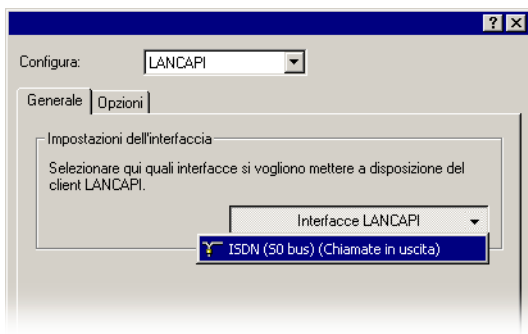 Configura: LANCAPI
Generale Opzioni
Impostazioni dell'interfaccia
Selezionare qui quali interfacce si vogliono mettere a disposizione del
client LANCAPI.
Interfacce LANCAPI
ISDN (S0 bus) (Chiamate in uscita)